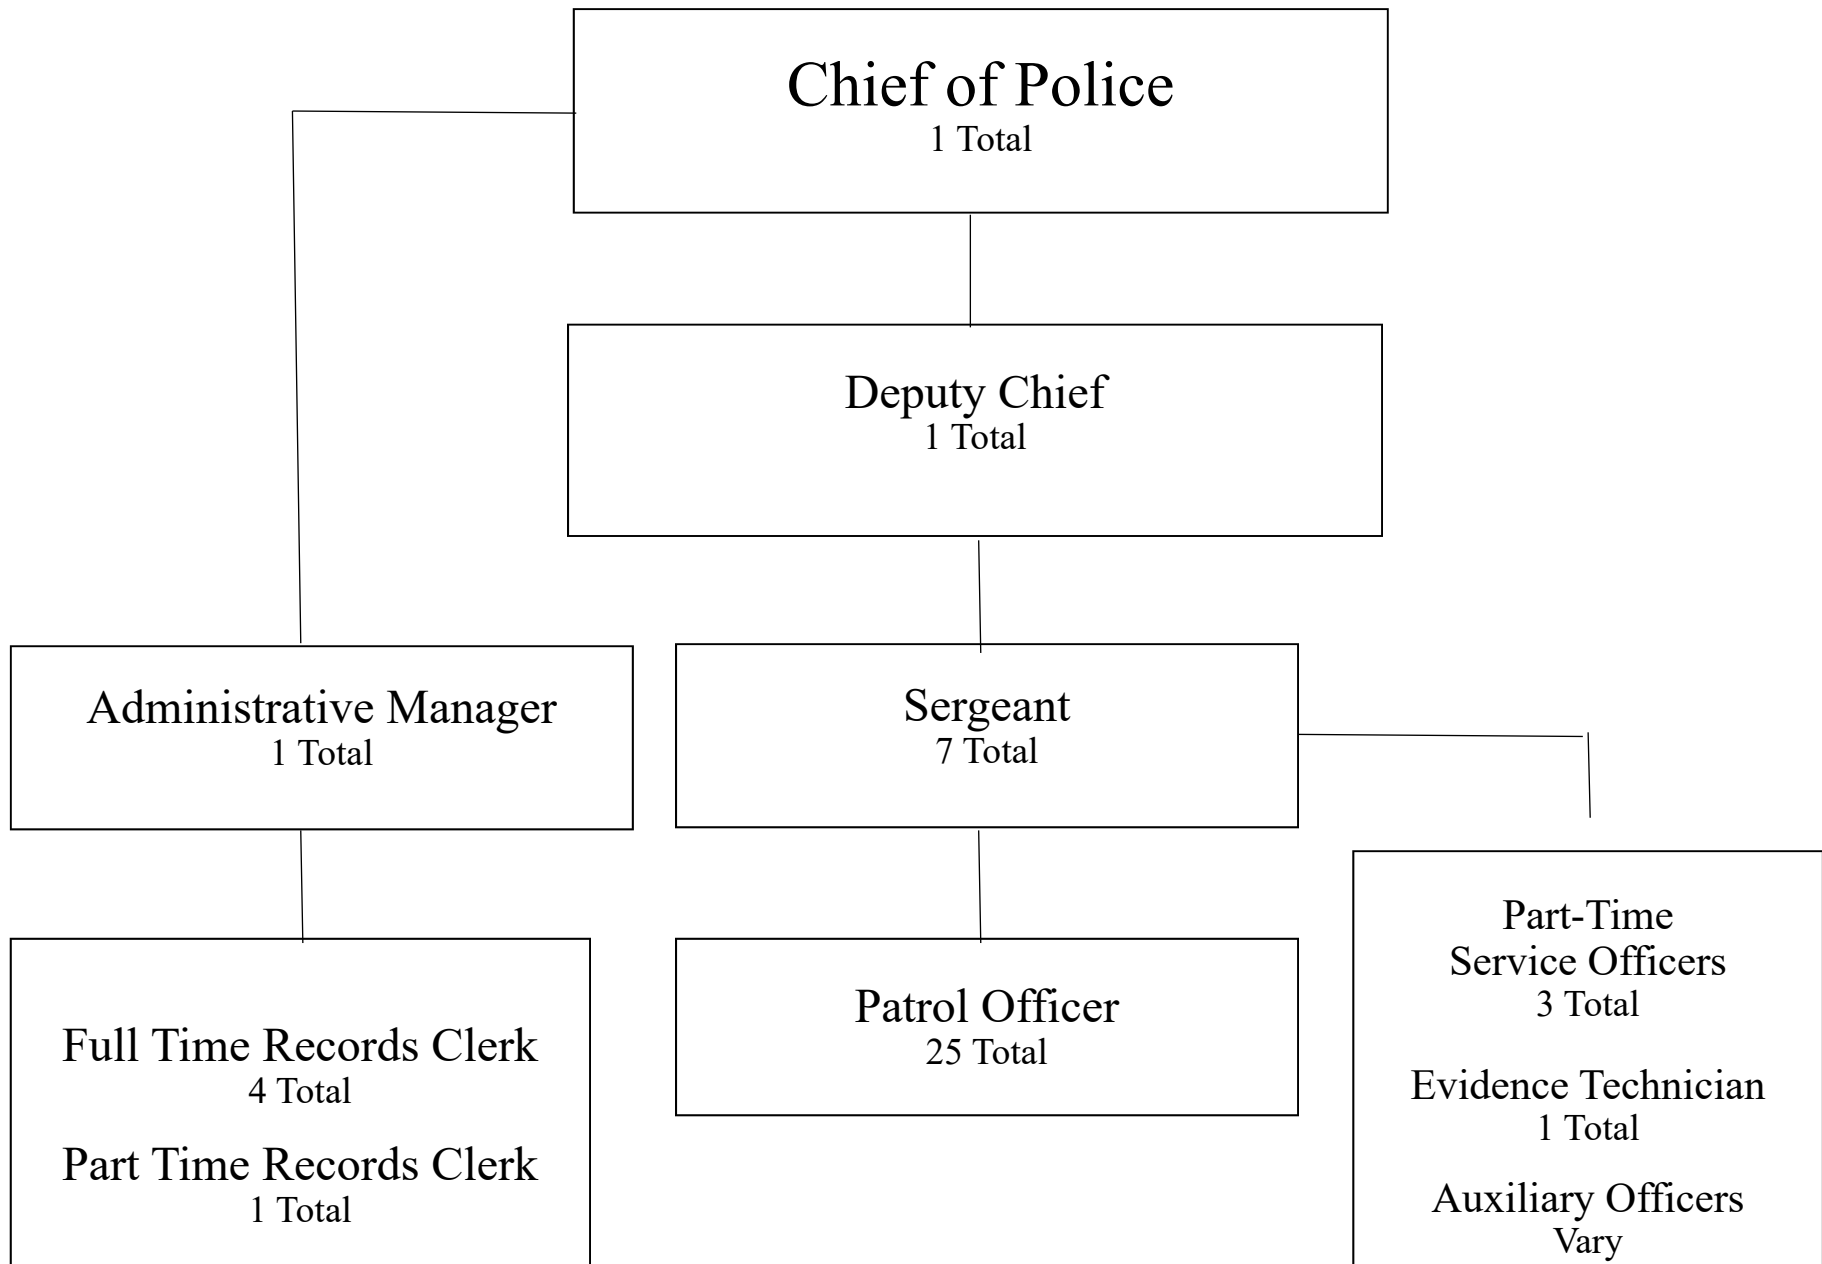 Chief of Police
1 Total
Deputy Chief
1 Total
Administrative Manager
1 Total
Sergeant
7 Total
Full Time Records Clerk
4 Total
Part Time Records Clerk
1 Total
Patrol Officer
25 Total
Part-Time
Service Officers
3 Total
Evidence Technician
1 Total
Auxiliary Officers
Vary